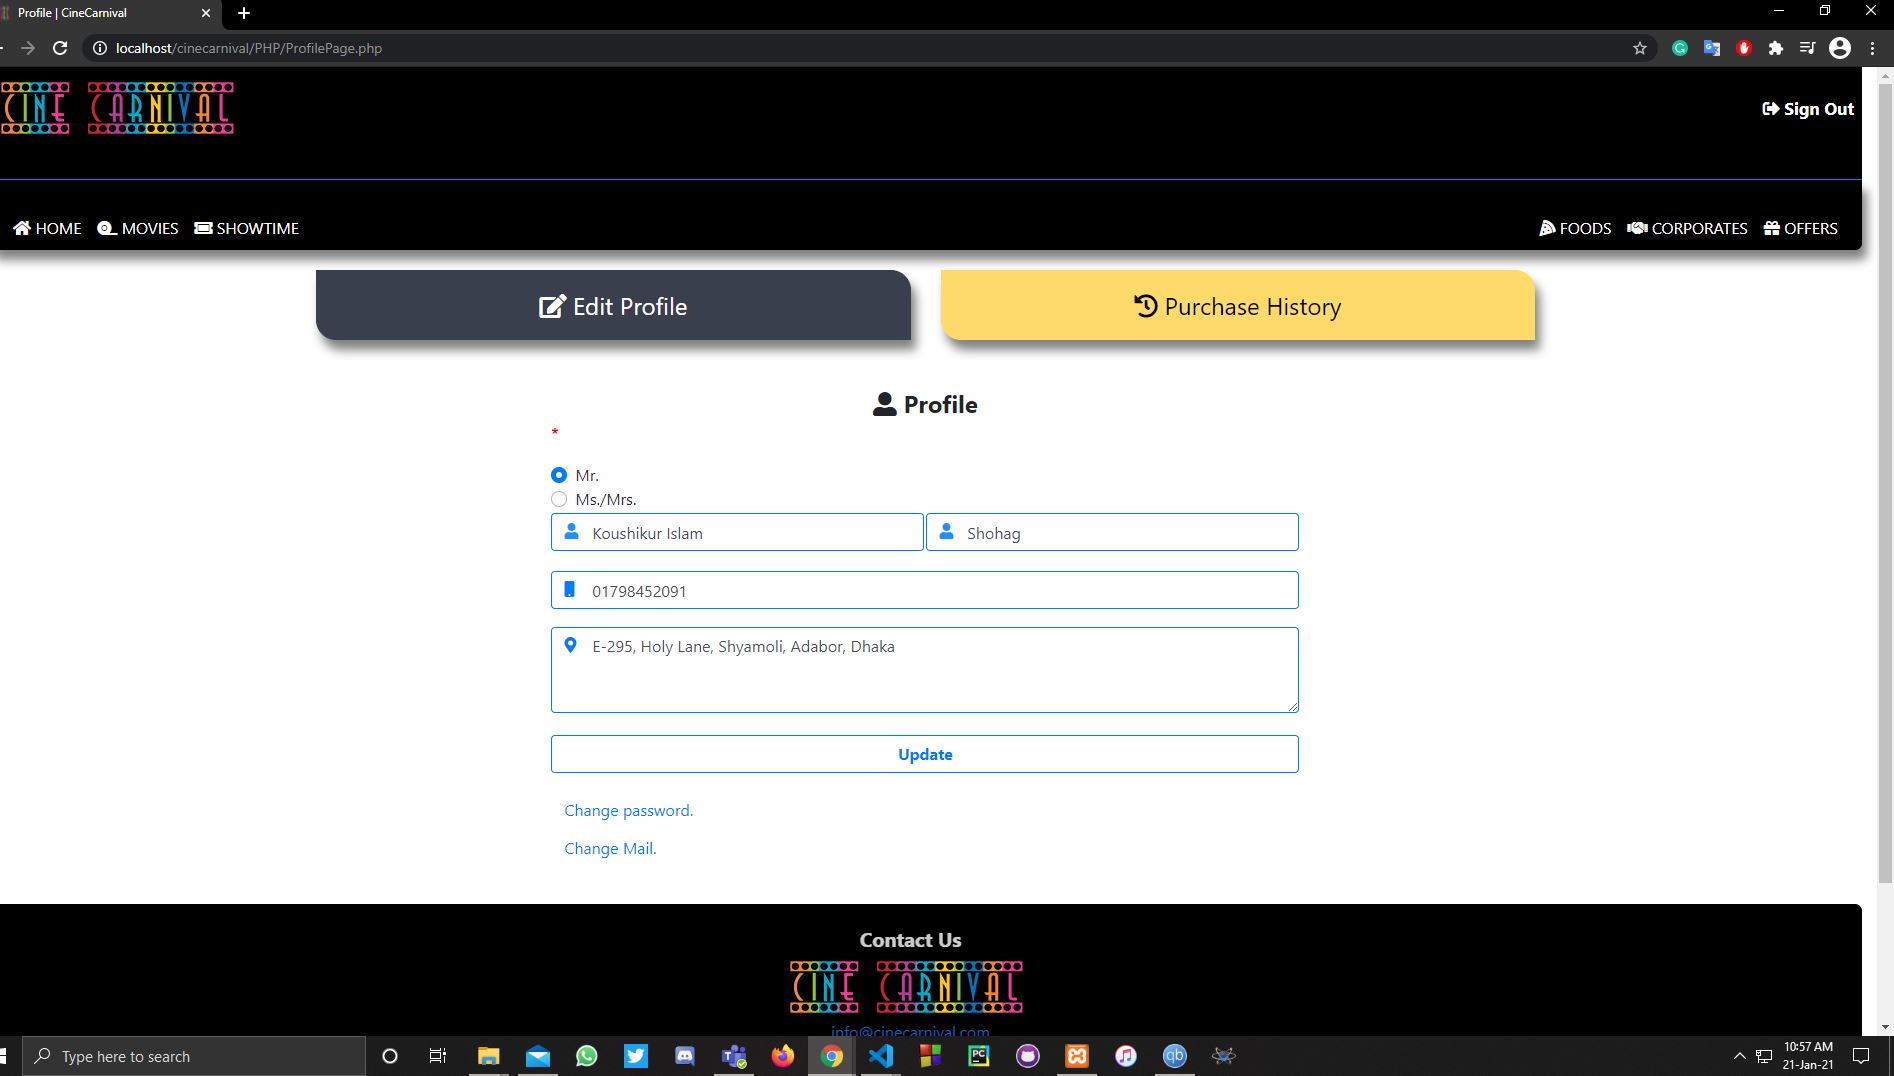 Profile | CineCarnival
localhost/cinecarnival/PHP/ProfilePage.php
CINE CARNIVAL
Sign Out
HOME MOVIES SHOWTIME FOODS CORPORATES OFFERS
Edit Profile Purchase History
Profile
*
Mr.
Ms./Mrs.
Koushikur Islam Shohag
01798452091
E-295, Holy Lane, Shyamoli, Adabor, Dhaka
Update
Change password.
Change Mail.
Contact Us
CINE CARNIVAL
info@cinecarnival.com
Type here to search
PC
qb
10:57 AM
21-Jan-21